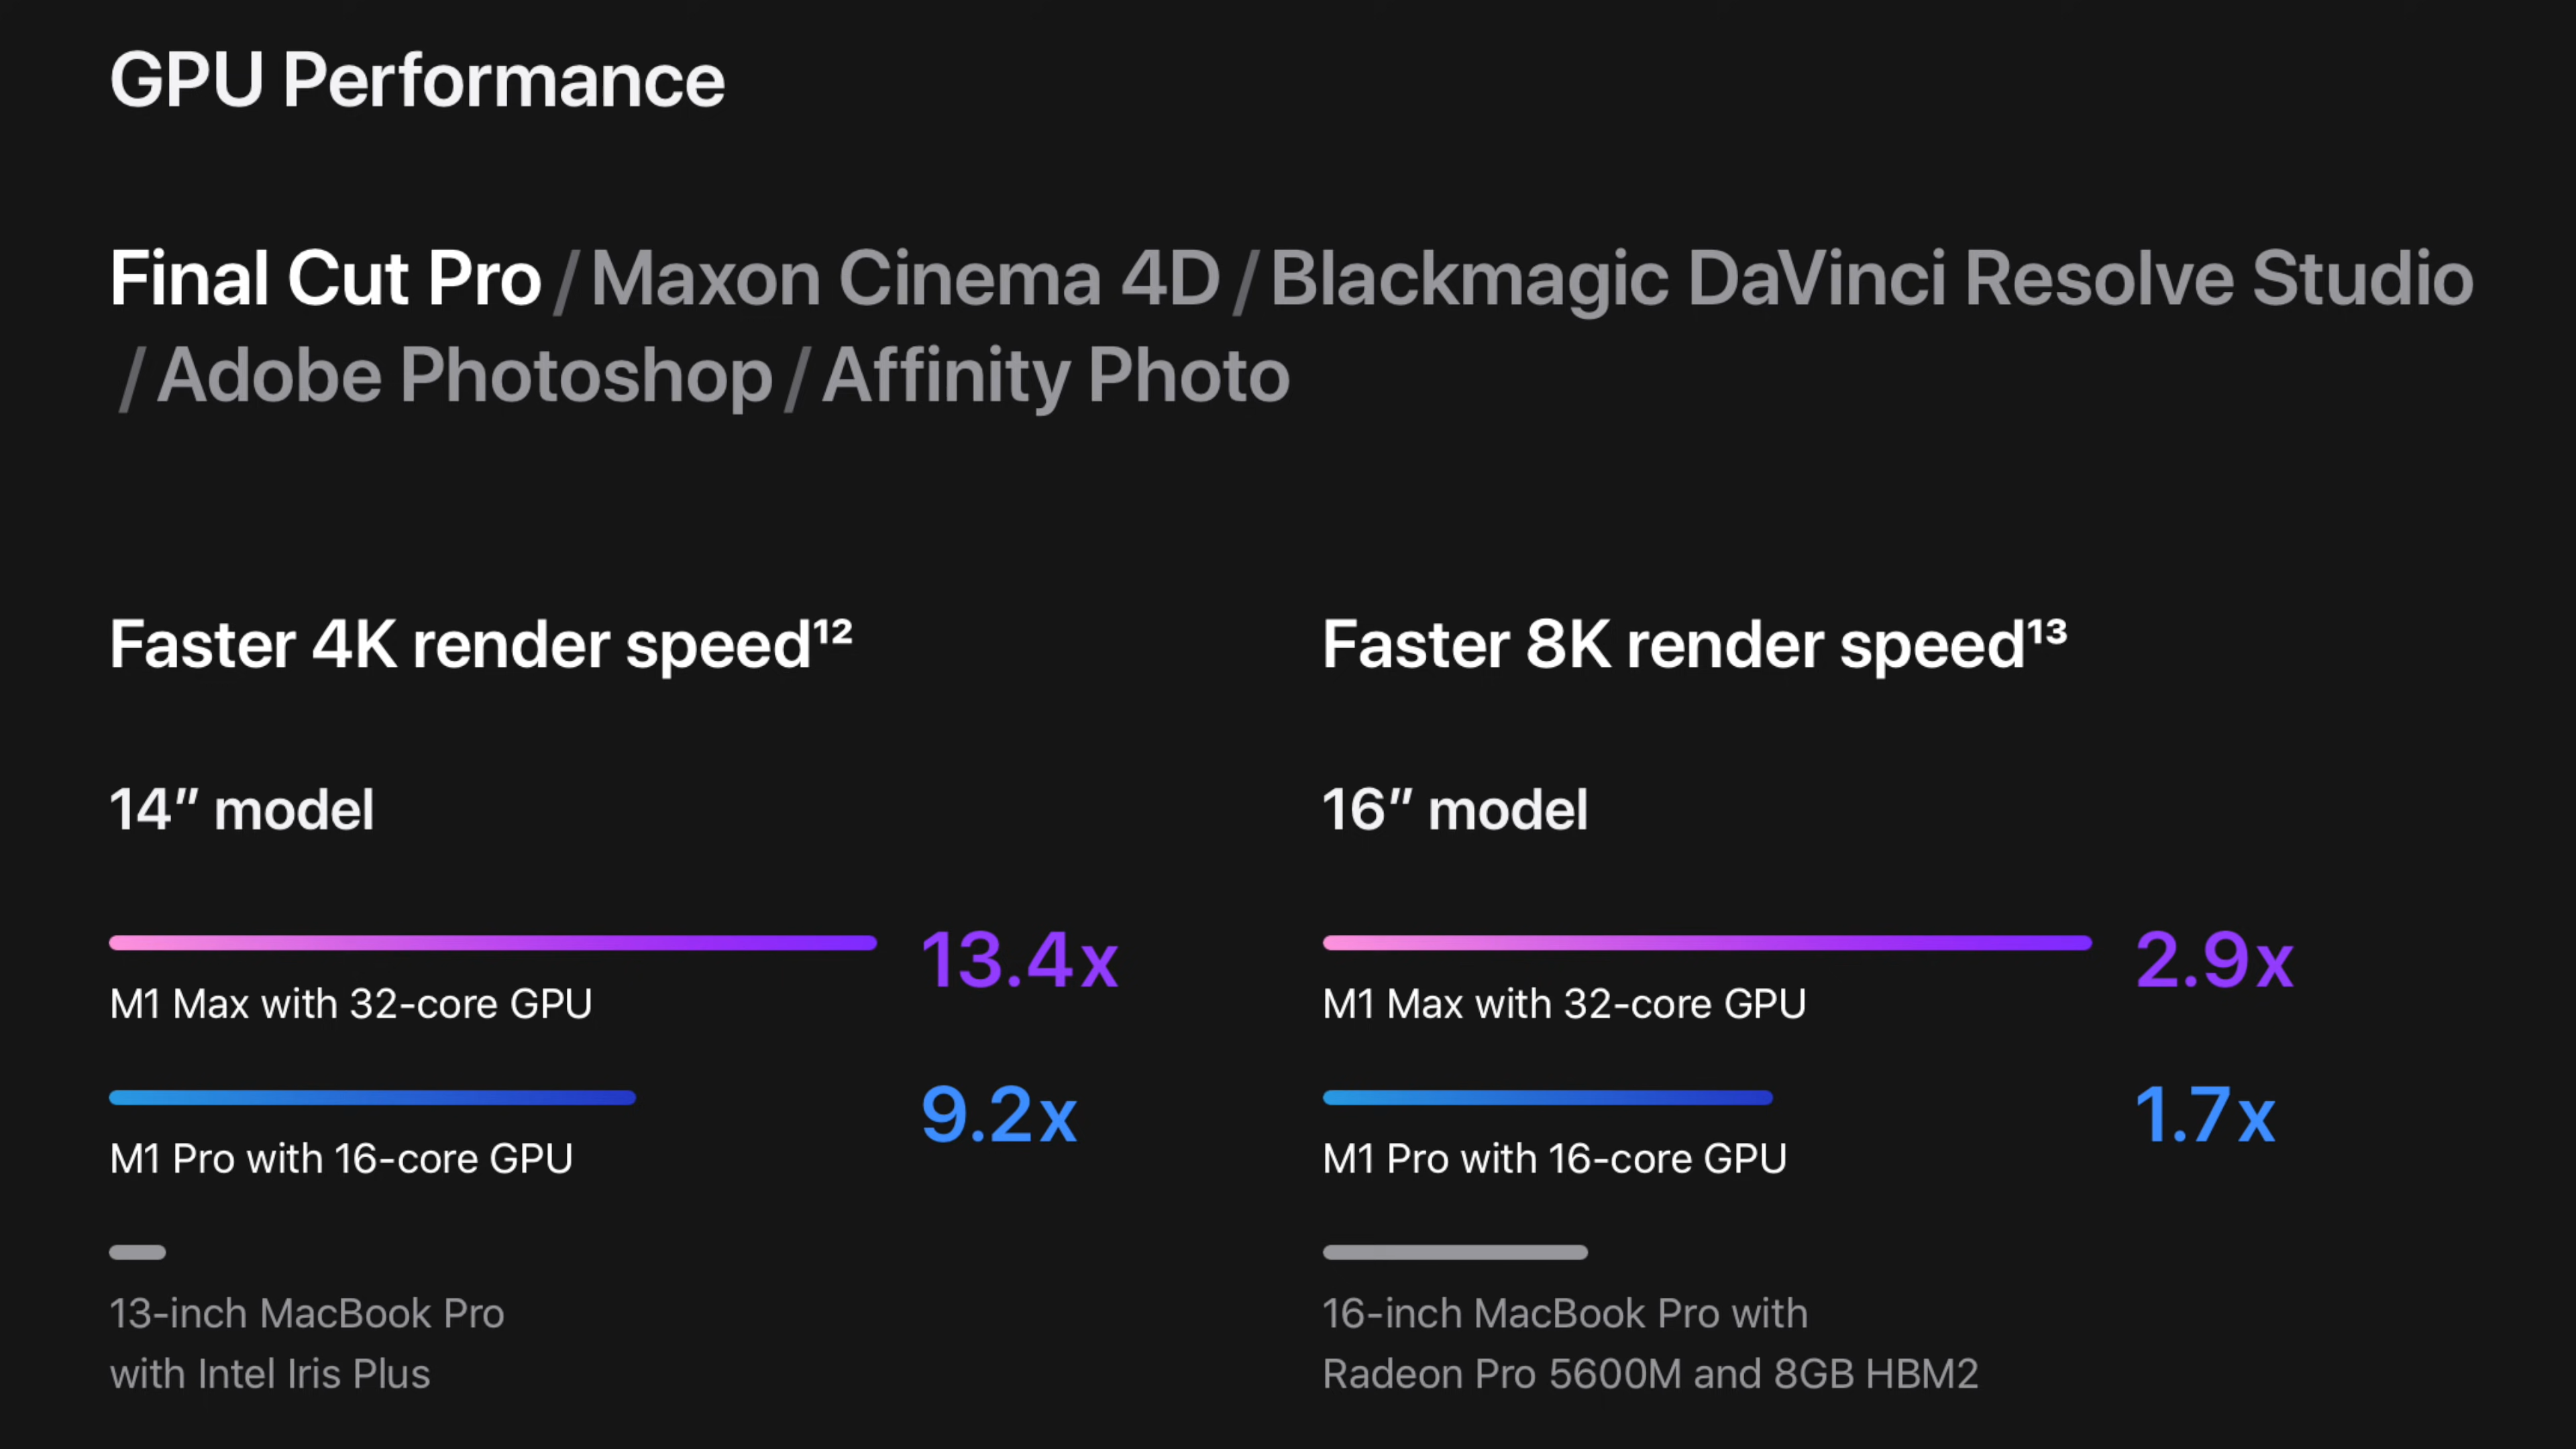 GPU Performance
Final Cut Pro / Maxon Cinema 4D / Blackmagic DaVinci Resolve Studio
/ Adobe Photoshop / Affinity Photo
Faster 4K render speed¹²
14″ model
13.4x
M1 Max with 32-core GPU
9.2x
M1 Pro with 16-core GPU
13-inch MacBook Pro
with Intel Iris Plus
Faster 8K render speed¹³
16″ model
2.9x
M1 Max with 32-core GPU
1.7x
M1 Pro with 16-core GPU
16-inch MacBook Pro with
Radeon Pro 5600M and 8GB HBM2